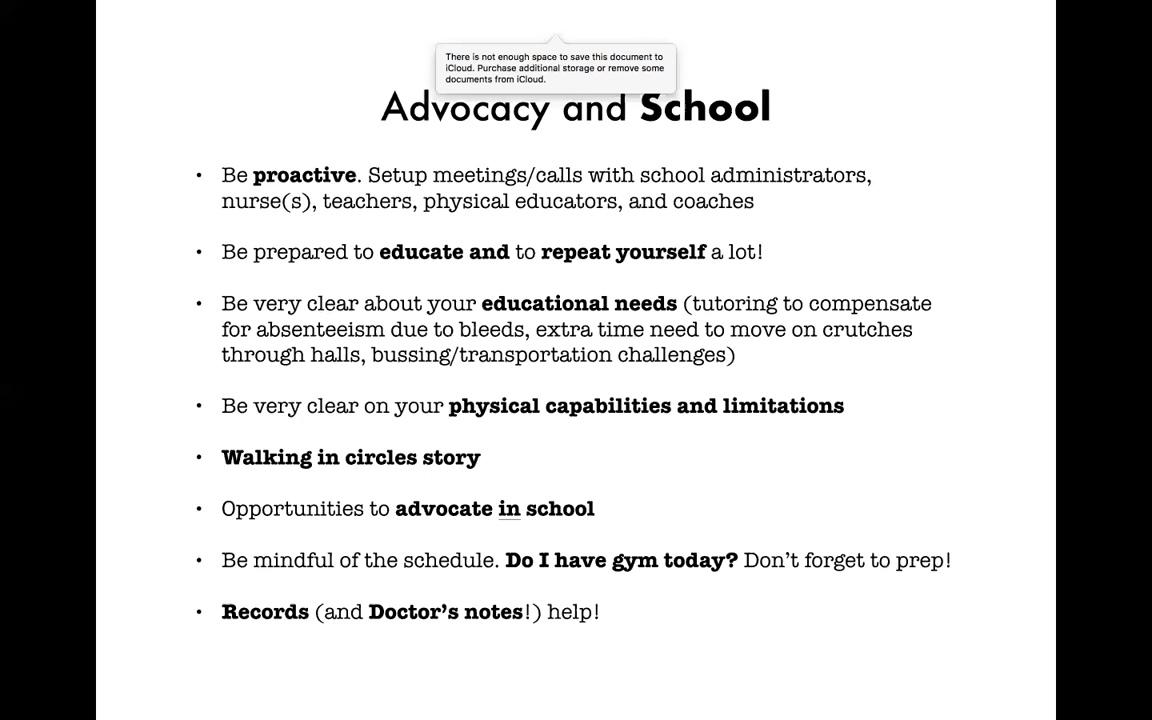 There is not enough space to save this document to
iCloud. Purchase additional storage or remove some
documents from iCloud.
Advocacy and School
• Be proactive. Setup meetings/calls with school administrators,
nurse(s), teachers, physical educators, and coaches
• Be prepared to educate and to repeat yourself a lot!
• Be very clear about your educational needs (tutoring to compensate
for absenteeism due to bleeds, extra time need to move on crutches
through halls, bussing/transportation challenges)
• Be very clear on your physical capabilities and limitations
• Walking in circles story
• Opportunities to advocate in school
• Be mindful of the schedule. Do I have gym today? Don’t forget to prep!
• Records (and Doctor’s notes!) help!